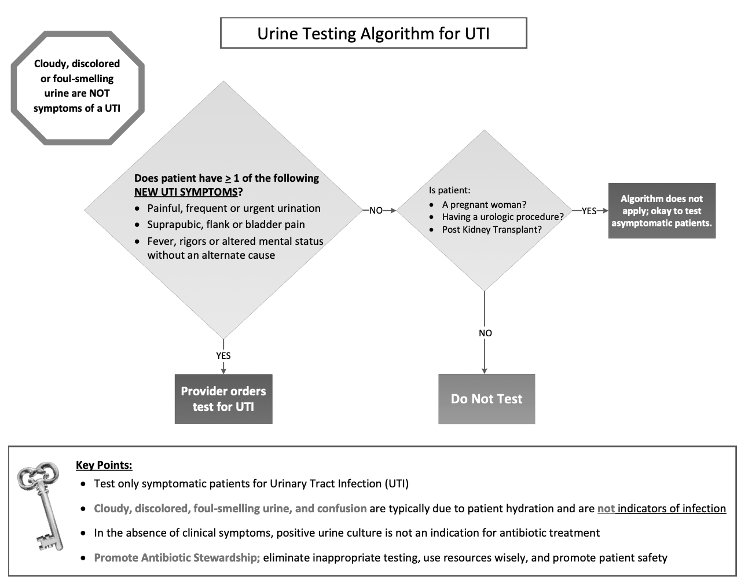 Urine Testing Algorithm for UTI
Cloudy, discolored
or foul-smelling
urine are NOT
symptoms of a UTI
Does patient have ≥ 1 of the following
NEW UTI SYMPTOMS?
• Painful, frequent or urgent urination
• Suprapubic, flank or bladder pain
• Fever, rigors or altered mental status
without an alternate cause
NO
Is patient:
• A pregnant woman?
• Having a urologic procedure?
• Post Kidney Transplant?
YES
Algorithm does not
apply; okay to test
asymptomatic patients.
YES
NO
Provider orders
test for UTI
Do Not Test
Key Points:
• Test only symptomatic patients for Urinary Tract Infection (UTI)
• Cloudy, discolored, foul-smelling urine, and confusion are typically due to patient hydration and are not indicators of infection
• In the absence of clinical symptoms, positive urine culture is not an indication for antibiotic treatment
• Promote Antibiotic Stewardship; eliminate inappropriate testing, use resources wisely, and promote patient safety